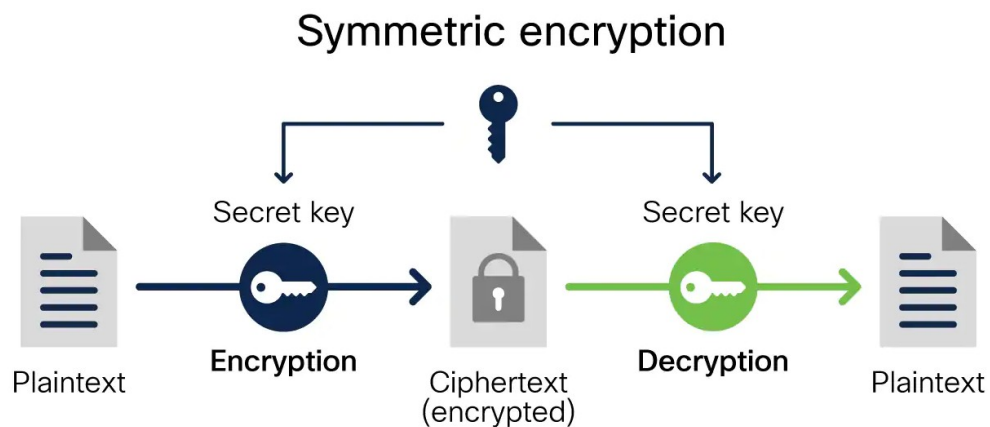 Symmetric encryption
Secret key
Secret key
Encryption
Decryption
Plaintext
Ciphertext
(encrypted)
Plaintext